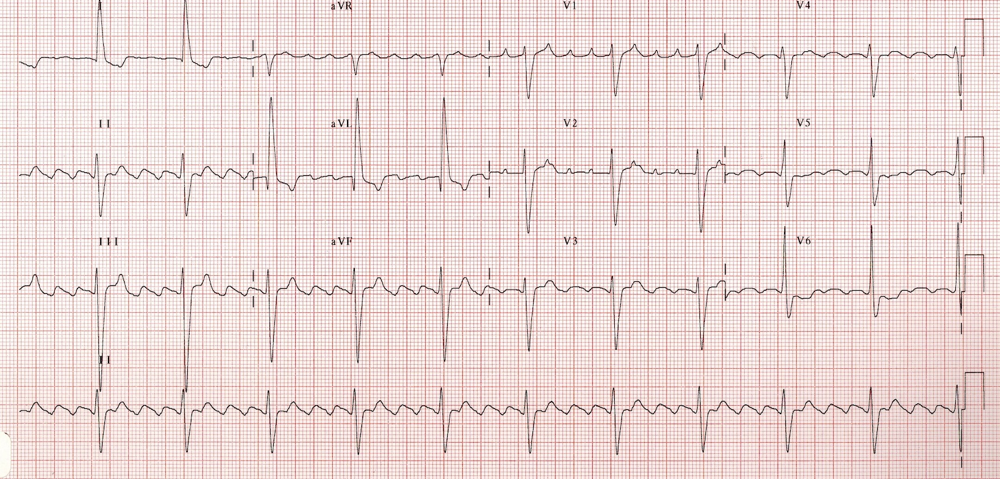 I aVR V1 V4
II aVL V2 V5
III aVF V3 V6
II